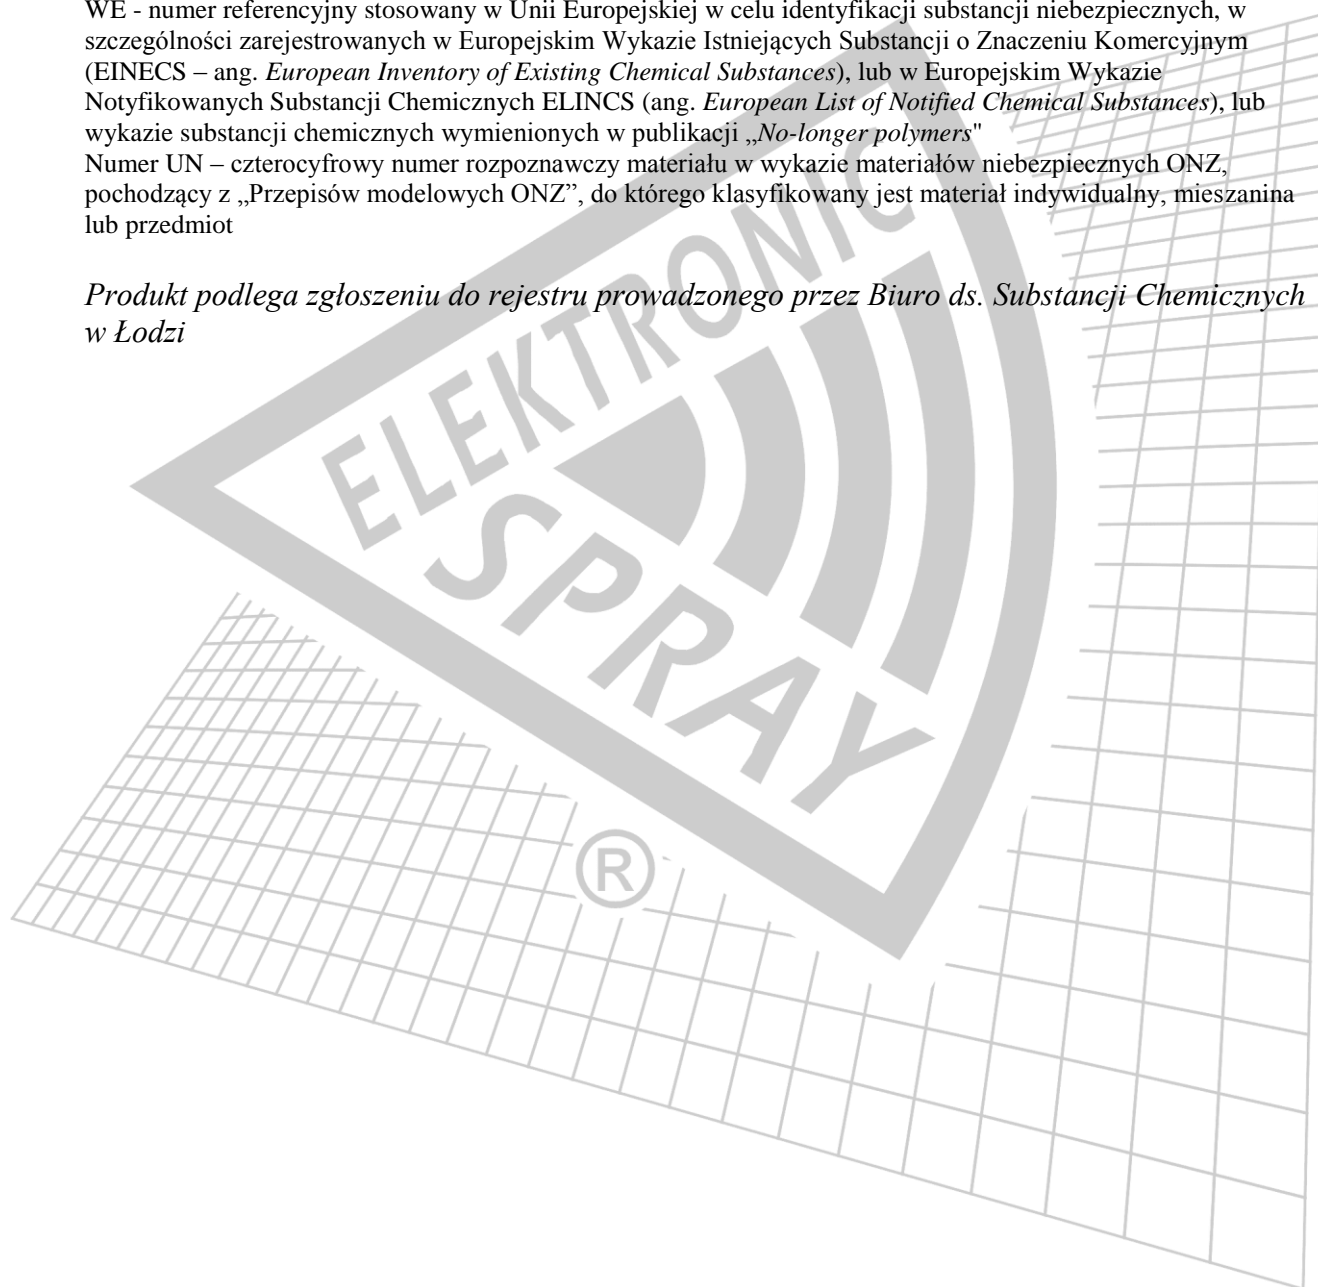 WE - numer referencyjny stosowany w Unii Europejskiej w celu identyfikacji substancji niebezpiecznych, w
szczególności zarejestrowanych w Europejskim Wykazie Istniejących Substancji o Znaczeniu Komercyjnym
(EINECS – ang. European Inventory of Existing Chemical Substances), lub w Europejskim Wykazie
Notyfikowanych Substancji Chemicznych ELINCS (ang. European List of Notified Chemical Substances), lub
wykazie substancji chemicznych wymienionych w publikacji „No-longer polymers"
Numer UN – czterocyfrowy numer rozpoznawczy materiału w wykazie materiałów niebezpiecznych ONZ,
pochodzący z „Przepisów modelowych ONZ”, do którego klasyfikowany jest materiał indywidualny, mieszanina
lub przedmiot
Produkt podlega zgłoszeniu do rejestru prowadzonego przez Biuro ds. Substancji Chemicznych
w Łodzi
ELEKTRONIC
SPRAY
®